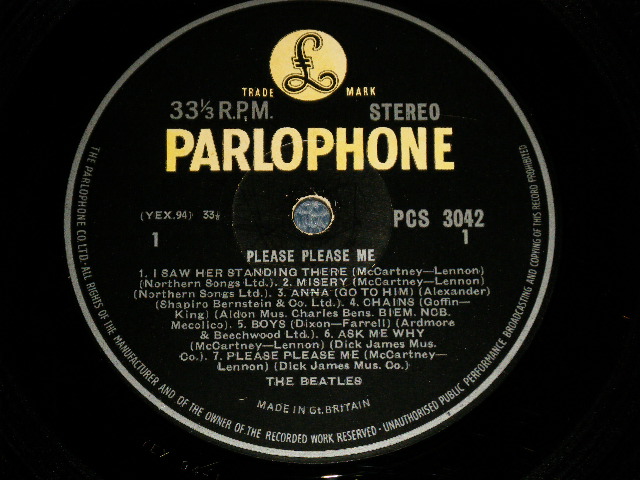 £
TRADE MARK
33⅓ R.P.M. STEREO
PARLOPHONE
(YEX.94) 33⅓ PCS 3042
1 1
PLEASE PLEASE ME
1. I SAW HER STANDING THERE (McCartney—Lennon)
(Northern Songs Ltd.). 2. MISERY (McCartney—Lennon)
(Northern Songs Ltd.). 3. ANNA (GO TO HIM) (Alexander)
(Shapiro Bernstein & Co. Ltd.). 4. CHAINS (Goffin-
King) (Aldon Mus. Charles Bens. BIEM. NCB.
Mecolico). 5. BOYS (Dixon—Farrell) (Ardmore
& Beechwood Ltd.). 6. ASK ME WHY
(McCartney—Lennon) (Dick James Mus.
Co.). 7. PLEASE PLEASE ME (McCartney-
Lennon) (Dick James Mus. Co.)
THE BEATLES
MADE IN Gt. BRITAIN
THE PARLOPHONE CO. LTD. ALL RIGHTS OF THE MANUFACTURER AND OF THE OWNER OF THE RECORDED WORK RESERVED · UNAUTHORISED PUBLIC PERFORMANCE BROADCASTING AND COPYING OF THIS RECORD PROHIBITED